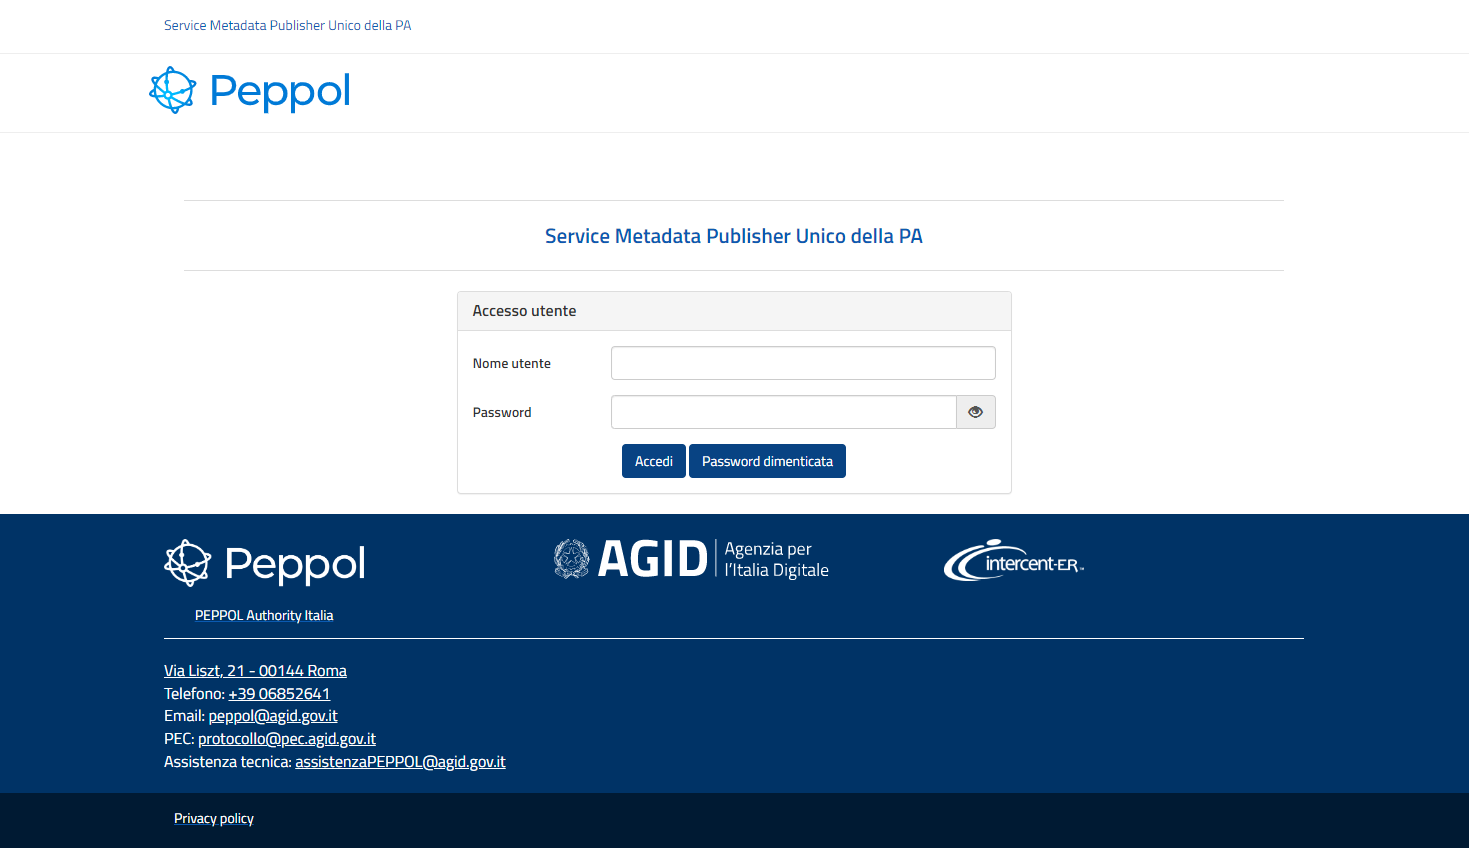 Service Metadata Publisher Unico della PA
Peppol
Service Metadata Publisher Unico della PA
Accesso utente
Nome utente
Password
Accedi
Password dimenticata
Peppol
PEPPOL Authority Italia
AGID
Agenzia per
l'Italia Digitale
intercent-ER™
Via Liszt, 21 - 00144 Roma
Telefono: +39 06852641
Email: peppol@agid.gov.it
PEC: protocollo@pec.agid.gov.it
Assistenza tecnica: assistenzaPEPPOL@agid.gov.it
Privacy policy